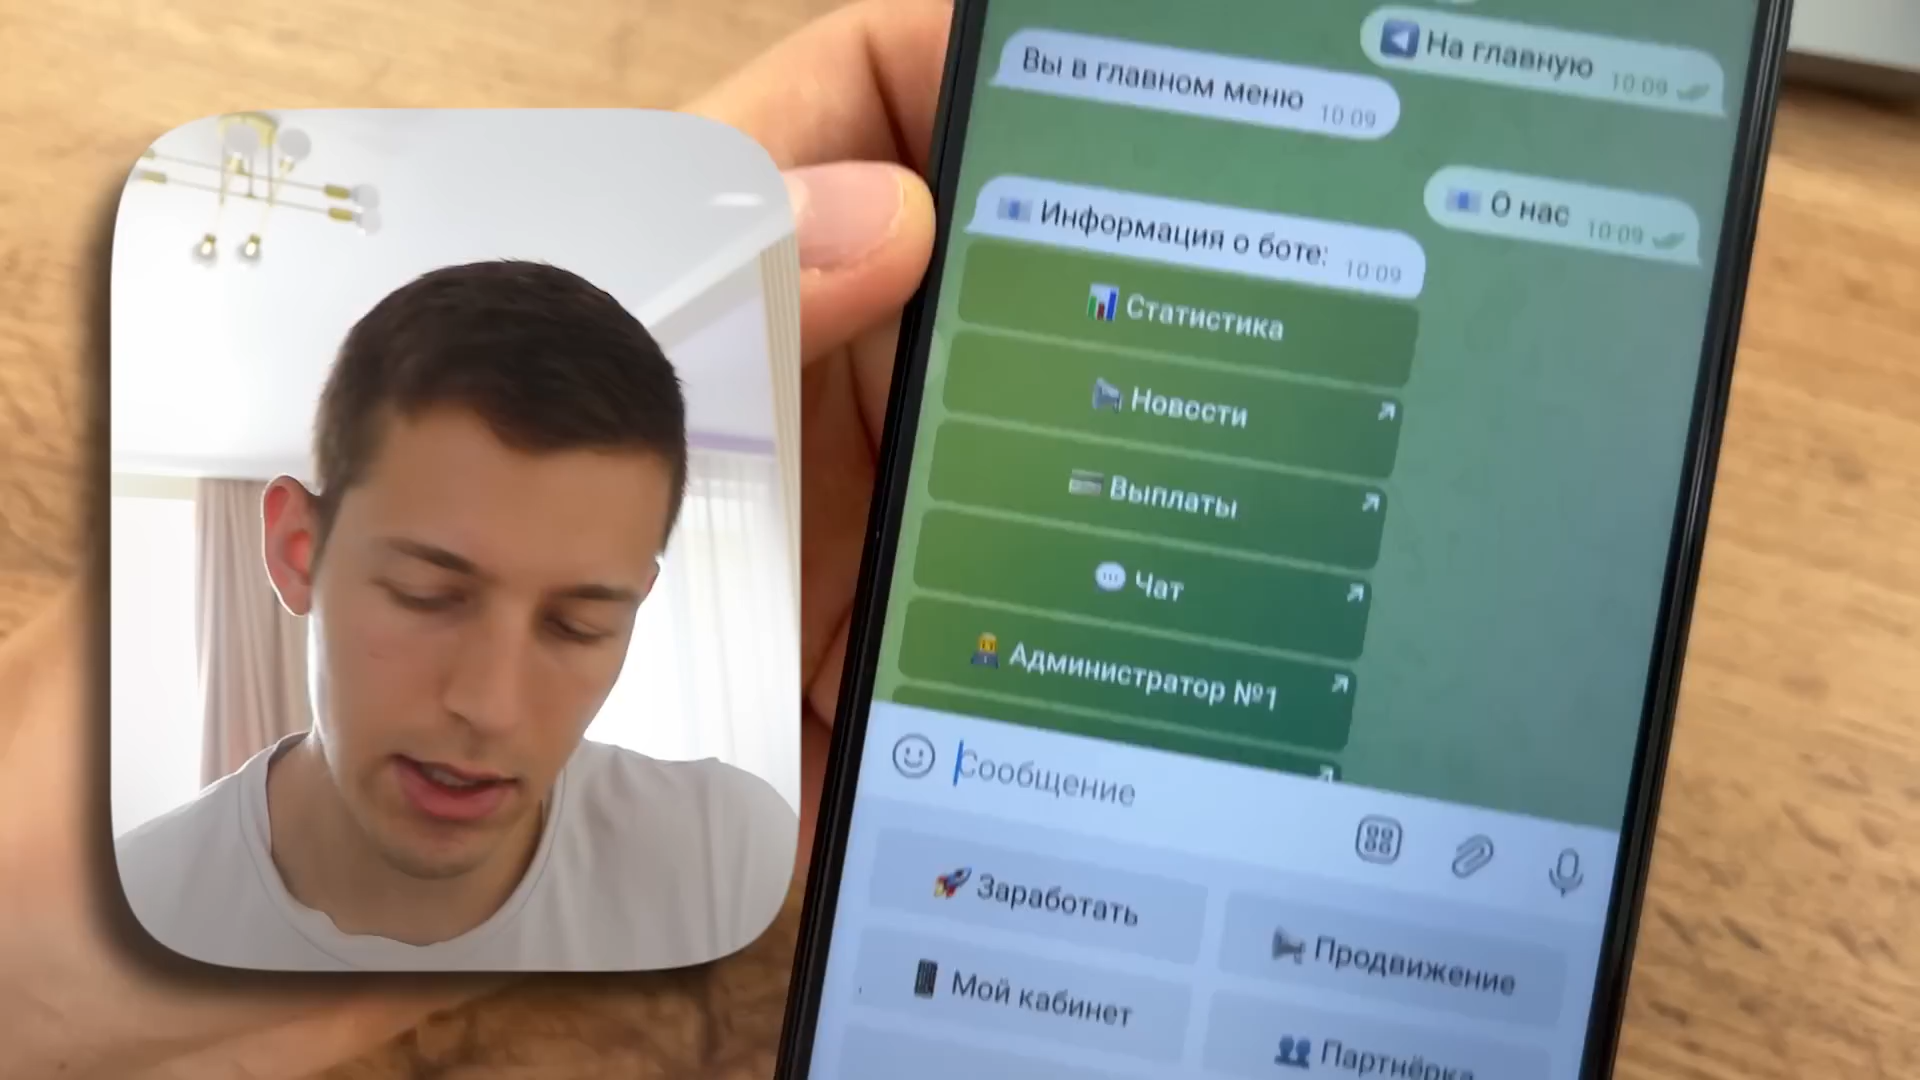 На главную 10:09
Вы в главном меню 10:09
О нас 10:09
Информация о боте: 10:09
Статистика
Новости
Выплаты
Чат
Администратор №1
Сообщение
Заработать
Продвижение
Мой кабинет
Партнёрка